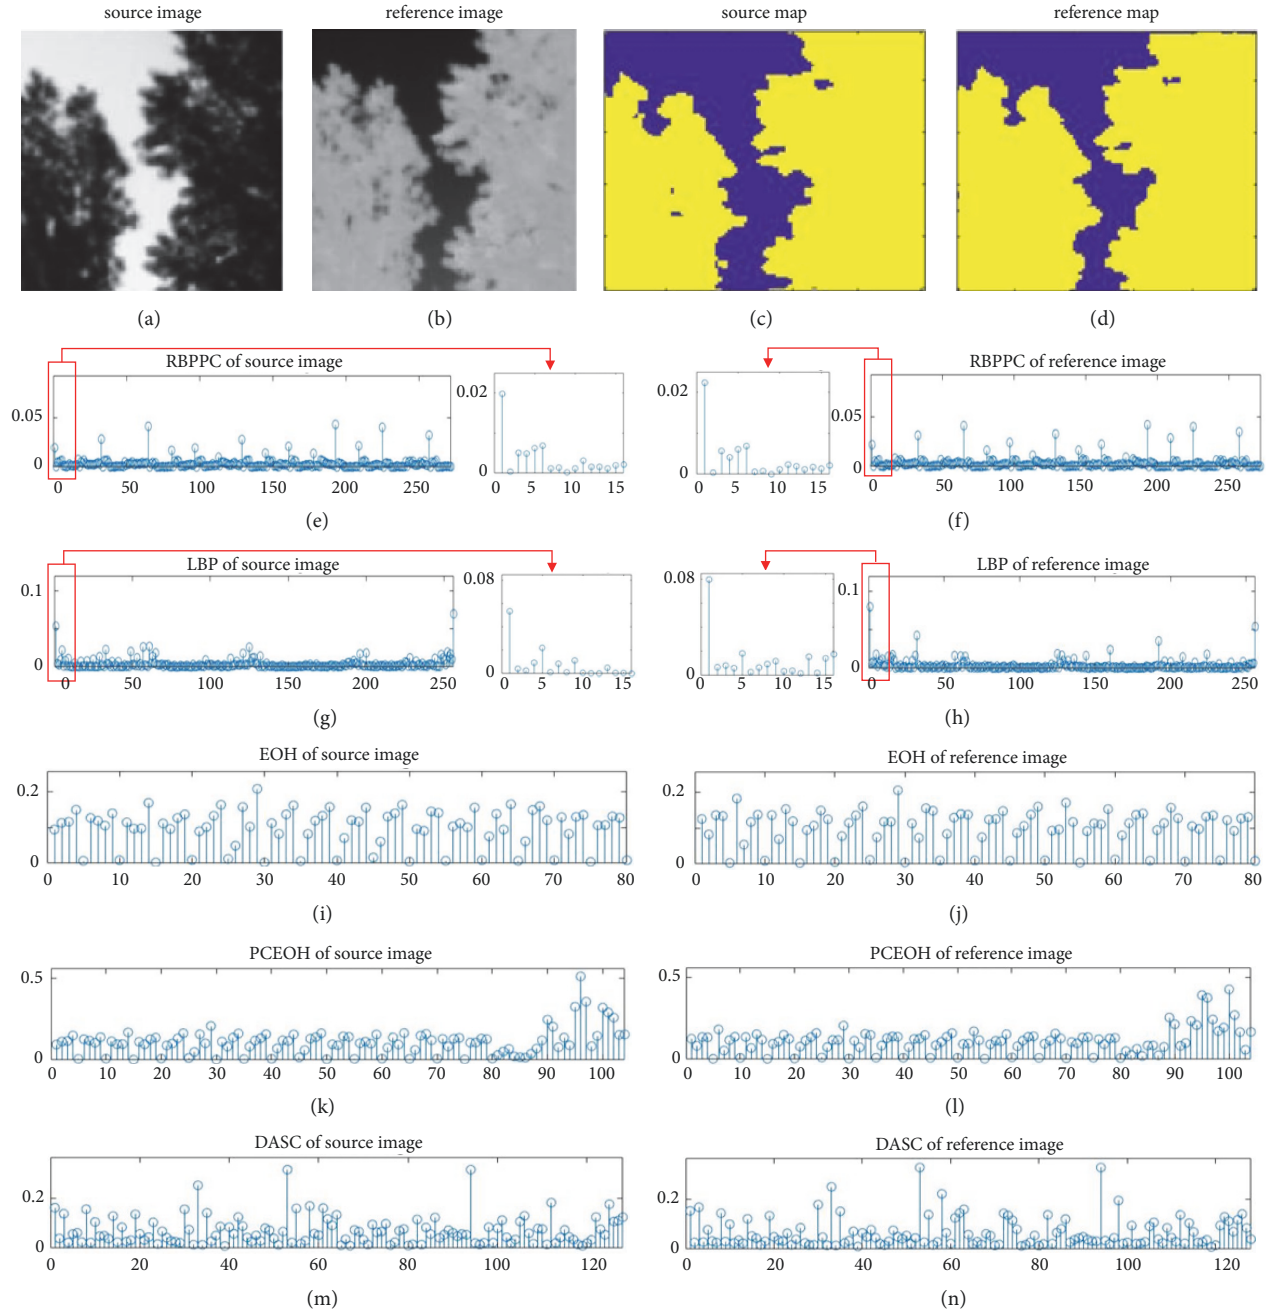 source image
reference image
source map
reference map
(a)
(b)
(c)
(d)
RBPPC of source image
0.05
0
0 50 100 150 200 250
0.02
0
0 5 10 15
(e)
RBPPC of reference image
0.02
0
0 5 10 15
0.05
0
0 50 100 150 200 250
(f)
LBP of source image
0.1
0
0 50 100 150 200 250
0.08
0
0 5 10 15
(g)
LBP of reference image
0.08
0
0 5 10 15
0.1
0
0 50 100 150 200 250
(h)
EOH of source image
0.2
0
0 10 20 30 40 50 60 70 80
(i)
EOH of reference image
0.2
0
0 10 20 30 40 50 60 70 80
(j)
PCEOH of source image
0.5
0
0 10 20 30 40 50 60 70 80 90 100
(k)
PCEOH of reference image
0.5
0
0 10 20 30 40 50 60 70 80 90 100
(l)
DASC of source image
0.2
0
0 20 40 60 80 100 120
(m)
DASC of reference image
0.2
0
0 20 40 60 80 100 120
(n)